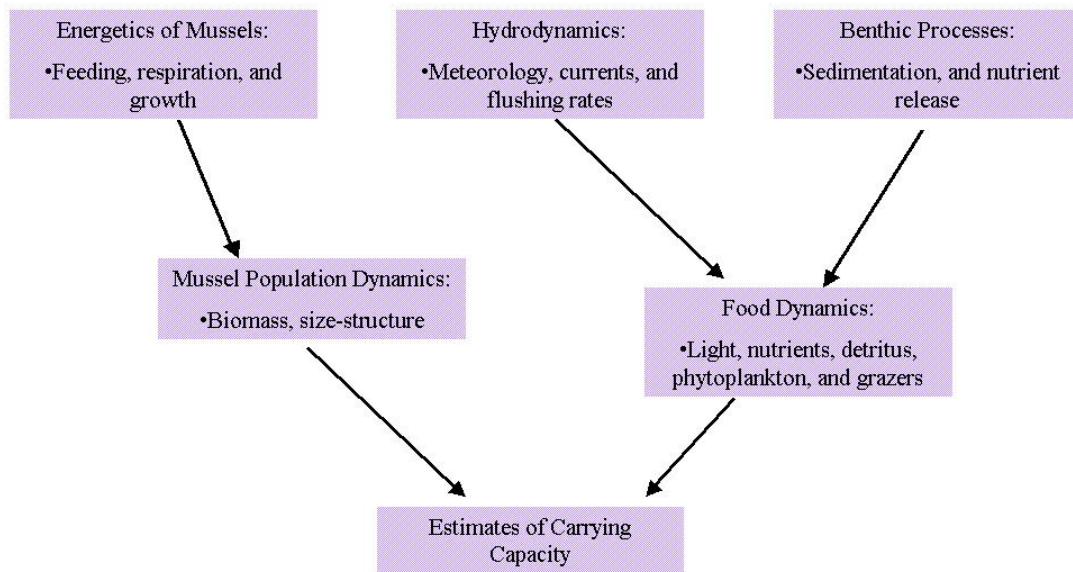 Energetics of Mussels:
•Feeding, respiration, and
growth
Hydrodynamics:
•Meteorology, currents, and
flushing rates
Benthic Processes:
•Sedimentation, and nutrient
release
Mussel Population Dynamics:
•Biomass, size-structure
Food Dynamics:
•Light, nutrients, detritus,
phytoplankton, and grazers
Estimates of Carrying
Capacity